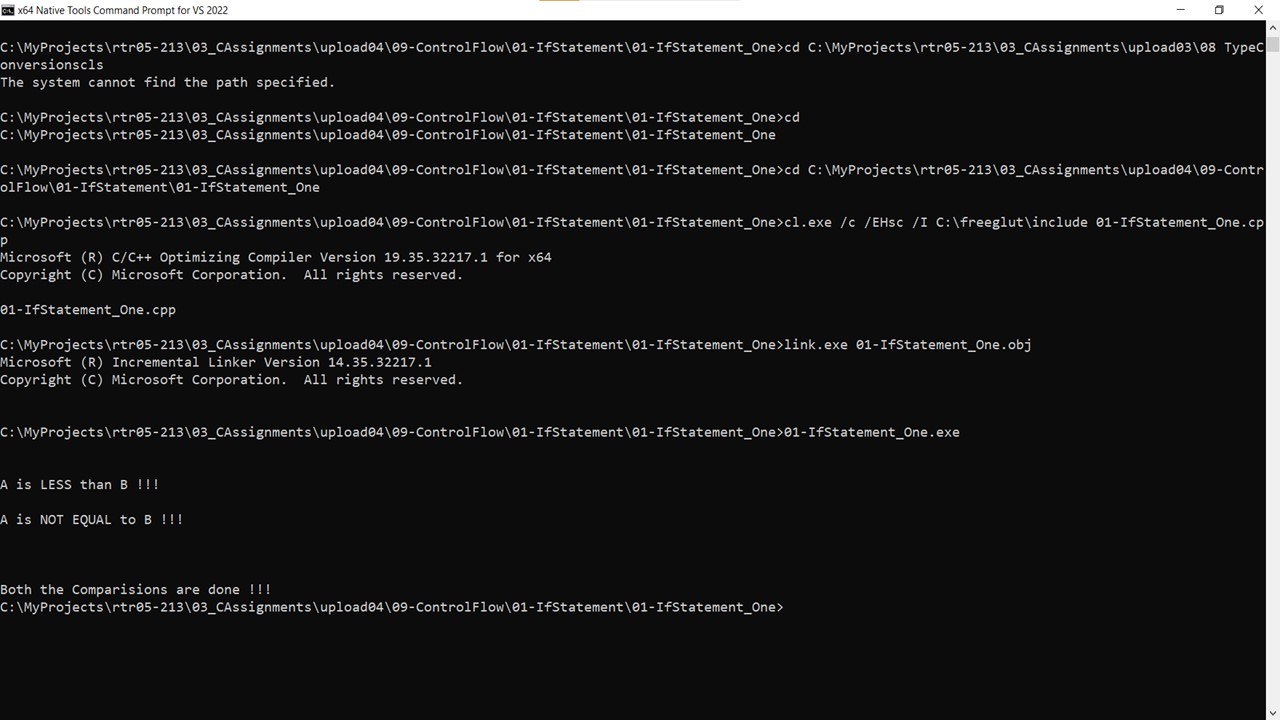 x64 Native Tools Command Prompt for VS 2022
C:\MyProjects\rtr05-213\03_CAssignments\upload04\09-ControlFlow\01-IfStatement\01-IfStatement_One>cd C:\MyProjects\rtr05-213\03_CAssignments\upload03\08 TypeC
onversionscls
The system cannot find the path specified.
C:\MyProjects\rtr05-213\03_CAssignments\upload04\09-ControlFlow\01-IfStatement\01-IfStatement_One>cd
C:\MyProjects\rtr05-213\03_CAssignments\upload04\09-ControlFlow\01-IfStatement\01-IfStatement_One
C:\MyProjects\rtr05-213\03_CAssignments\upload04\09-ControlFlow\01-IfStatement\01-IfStatement_One>cd C:\MyProjects\rtr05-213\03_CAssignments\upload04\09-Contr
olFlow\01-IfStatement\01-IfStatement_One
C:\MyProjects\rtr05-213\03_CAssignments\upload04\09-ControlFlow\01-IfStatement\01-IfStatement_One>cl.exe /c /EHsc /I C:\freeglut\include 01-IfStatement_One.cp
p
Microsoft (R) C/C++ Optimizing Compiler Version 19.35.32217.1 for x64
Copyright (C) Microsoft Corporation.  All rights reserved.
01-IfStatement_One.cpp
C:\MyProjects\rtr05-213\03_CAssignments\upload04\09-ControlFlow\01-IfStatement\01-IfStatement_One>link.exe 01-IfStatement_One.obj
Microsoft (R) Incremental Linker Version 14.35.32217.1
Copyright (C) Microsoft Corporation.  All rights reserved.
C:\MyProjects\rtr05-213\03_CAssignments\upload04\09-ControlFlow\01-IfStatement\01-IfStatement_One>01-IfStatement_One.exe
A is LESS than B !!!
A is NOT EQUAL to B !!!
Both the Comparisions are done !!!
C:\MyProjects\rtr05-213\03_CAssignments\upload04\09-ControlFlow\01-IfStatement\01-IfStatement_One>